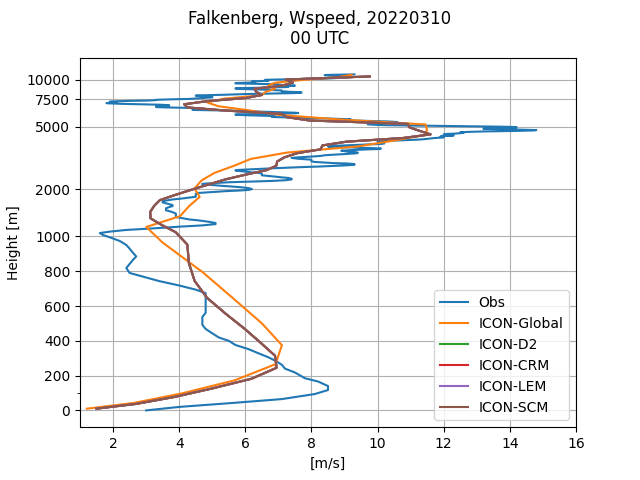 Falkenberg, Wspeed, 20220310
00 UTC
10000
7500
5000
2000
1000
800
600
400
200
0
Height [m]
Obs
ICON-Global
ICON-D2
ICON-CRM
ICON-LEM
ICON-SCM
2 4 6 8 10 12 14 16
[m/s]